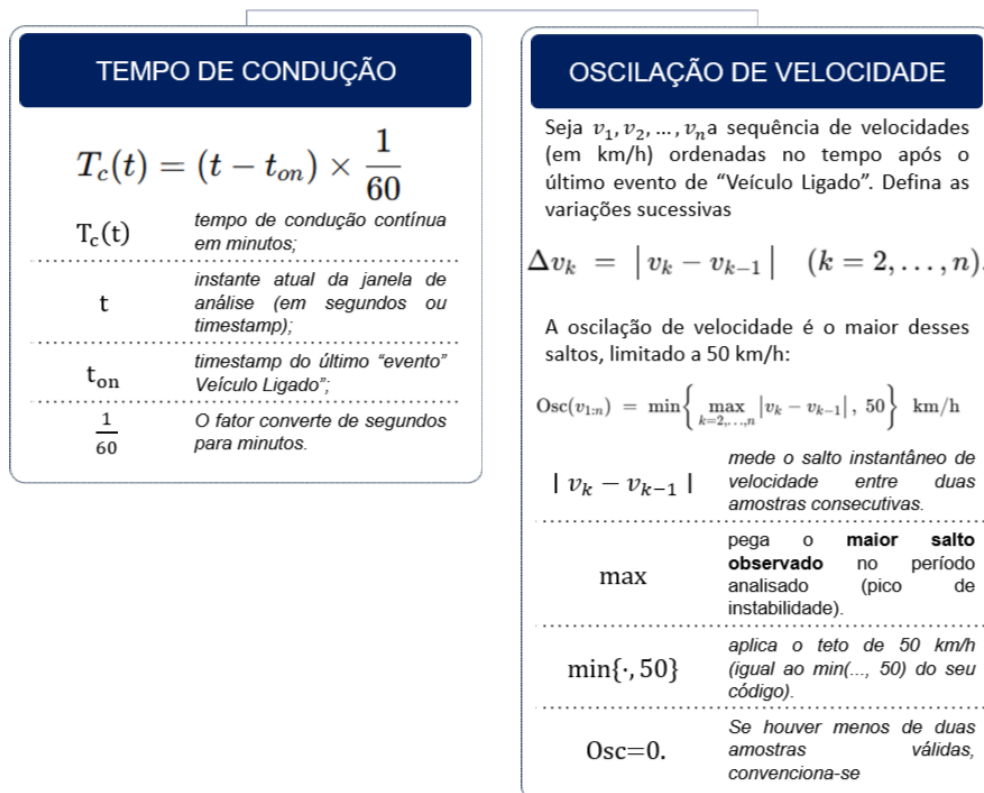 TEMPO DE CONDUÇÃO
T_c(t) = (t − t_on) × 1/60
T_c(t)
tempo de condução contínua
em minutos;
t
instante atual da janela de
análise (em segundos ou
timestamp);
t_on
timestamp do último “evento”
Veículo Ligado”;
1/60
O fator converte de segundos
para minutos.
OSCILAÇÃO DE VELOCIDADE
Seja v_1, v_2, ..., v_n a sequência de velocidades
(em km/h) ordenadas no tempo após o
último evento de “Veículo Ligado”. Defina as
variações sucessivas
Δv_k = | v_k − v_{k−1} | (k = 2, . . . , n).
A oscilação de velocidade é o maior desses
saltos, limitado a 50 km/h:
Osc(v_{1:n}) = min{ max_{k=2,...,n} |v_k − v_{k−1}| , 50 } km/h
| v_k − v_{k−1} |
mede o salto instantâneo de
velocidade entre duas
amostras consecutivas.
max
pega o maior salto
observado no período
analisado (pico de
instabilidade).
min{·, 50}
aplica o teto de 50 km/h
(igual ao min(..., 50) do seu
código).
Osc=0.
Se houver menos de duas
amostras válidas,
convenciona-se